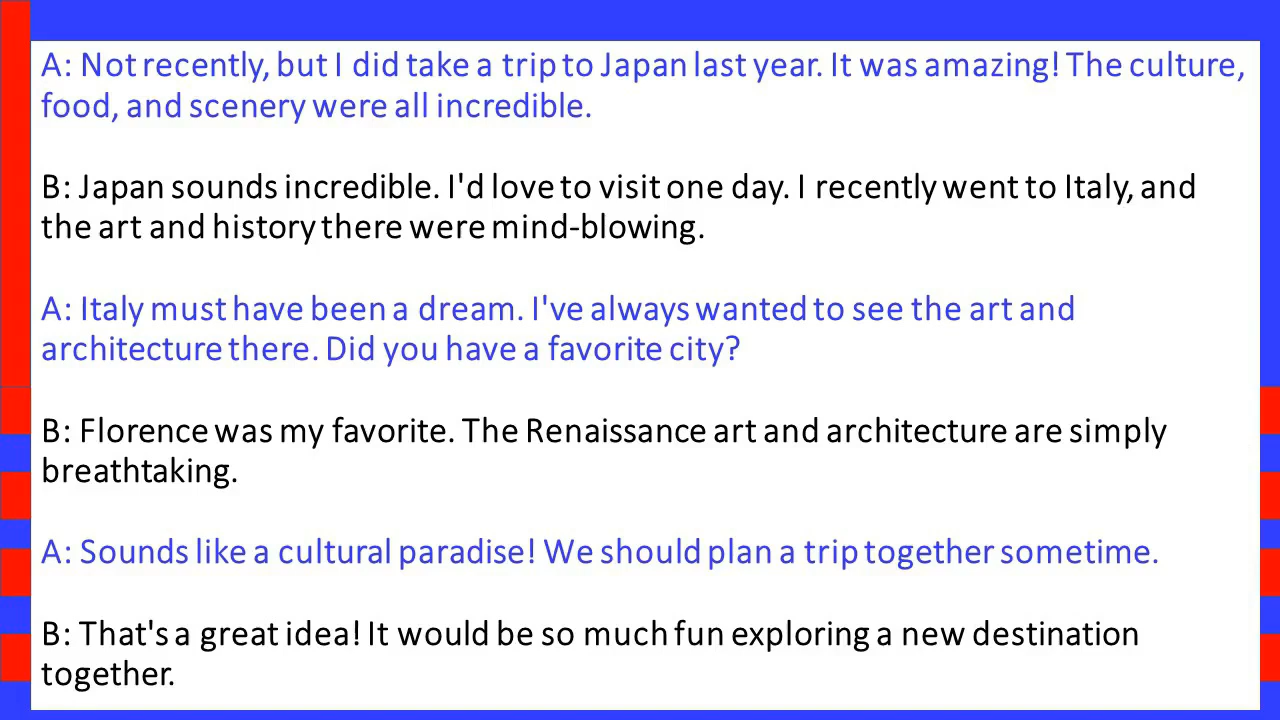 A: Not recently, but I did take a trip to Japan last year. It was amazing! The culture,
food, and scenery were all incredible.
B: Japan sounds incredible. I'd love to visit one day. I recently went to Italy, and
the art and history there were mind-blowing.
A: Italy must have been a dream. I've always wanted to see the art and
architecture there. Did you have a favorite city?
B: Florence was my favorite. The Renaissance art and architecture are simply
breathtaking.
A: Sounds like a cultural paradise! We should plan a trip together sometime.
B: That's a great idea! It would be so much fun exploring a new destination
together.